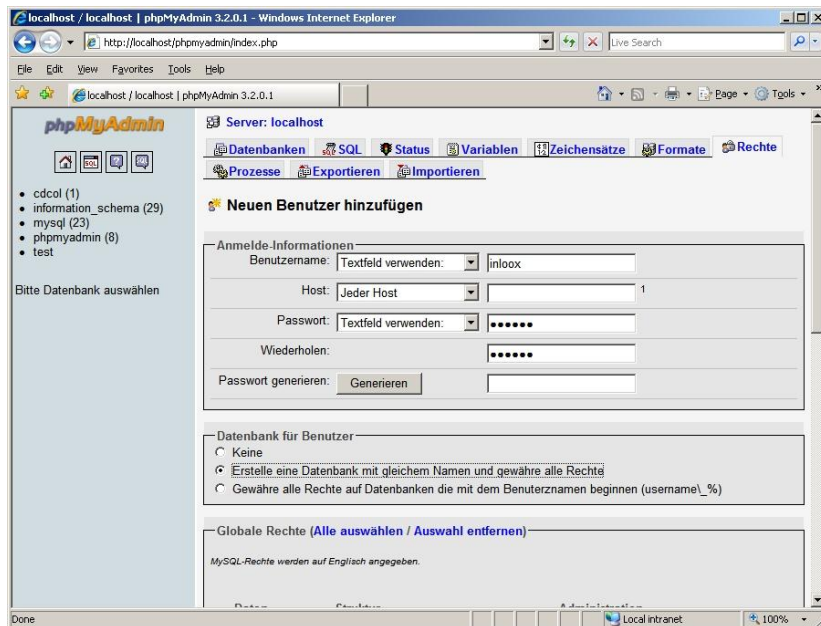 localhost / localhost | phpMyAdmin 3.2.0.1 - Windows Internet Explorer
http://localhost/phpmyadmin/index.php
Live Search
File Edit View Favorites Tools Help
localhost / localhost | phpMyAdmin 3.2.0.1
Page Tools
phpMyAdmin
SQL
cdcol (1)
information_schema (29)
mysql (23)
phpmyadmin (8)
test
Bitte Datenbank auswählen
Server: localhost
Datenbanken SQL Status Variablen Zeichensätze Formate Rechte
Prozesse Exportieren Importieren
Neuen Benutzer hinzufügen
Anmelde-Informationen
Benutzername: Textfeld verwenden: inloox
Host: Jeder Host 1
Passwort: Textfeld verwenden: ••••••
Wiederholen: ••••••
Passwort generieren: Generieren
Datenbank für Benutzer
Keine
Erstelle eine Datenbank mit gleichem Namen und gewähre alle Rechte
Gewähre alle Rechte auf Datenbanken die mit dem Benuterznamen beginnen (username\_%)
Globale Rechte (Alle auswählen / Auswahl entfernen)
MySQL-Rechte werden auf Englisch angegeben.
Daten Struktur Administration
Done Local intranet 100%